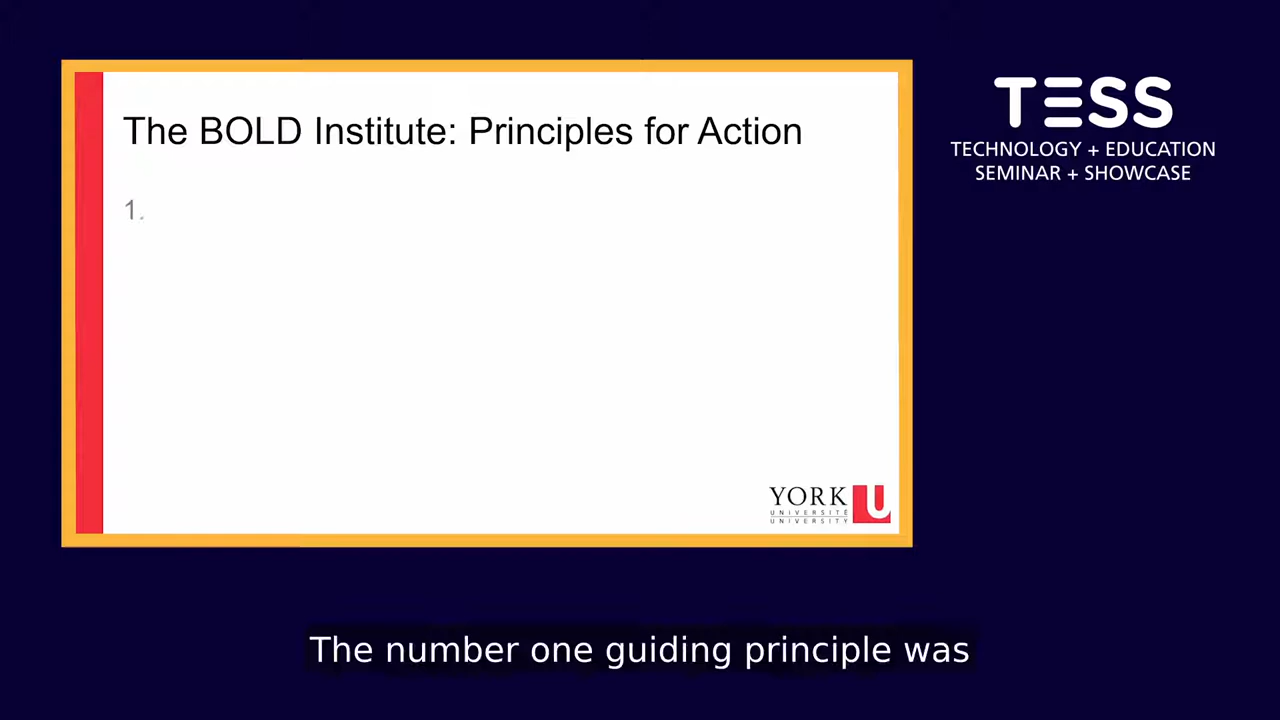 The BOLD Institute: Principles for Action
1.
YORK U
UNIVERSITÉ
UNIVERSITY
TESS
TECHNOLOGY + EDUCATION
SEMINAR + SHOWCASE
The number one guiding principle was